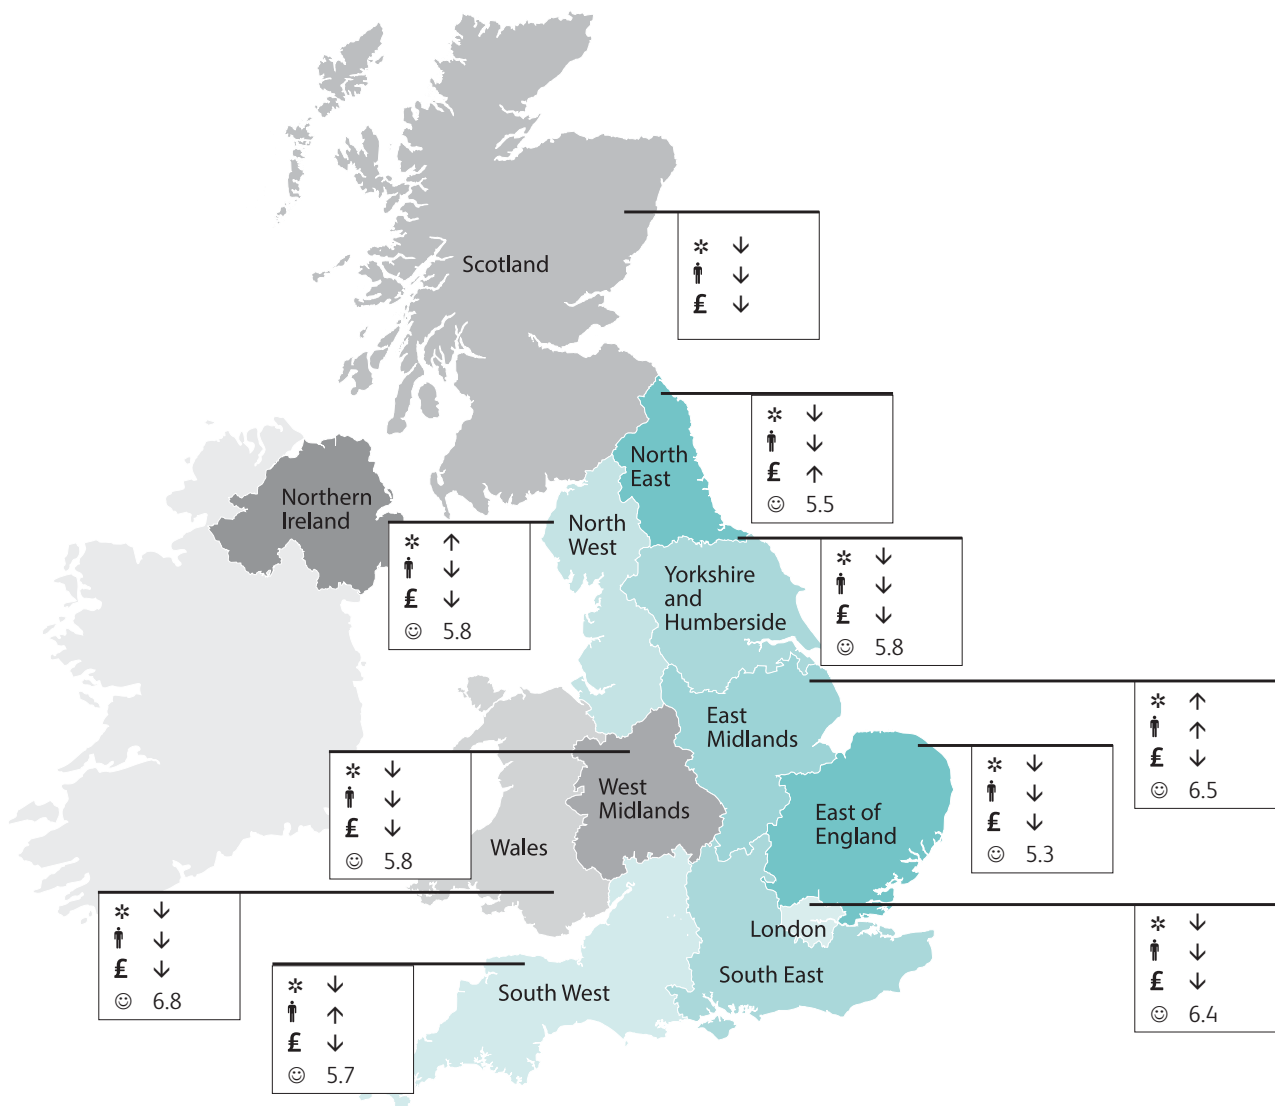 Scotland
✲ ↓
↓
£ ↓
North
East
✲ ↓
↓
£ ↑
☺ 5.5
Northern
Ireland
North
West
✲ ↑
↓
£ ↓
☺ 5.8
Yorkshire
and
Humberside
✲ ↓
↓
£ ↓
☺ 5.8
East
Midlands
✲ ↑
↑
£ ↓
☺ 6.5
West
Midlands
✲ ↓
↓
£ ↓
☺ 5.8
East of
England
✲ ↓
↓
£ ↓
☺ 5.3
Wales
✲ ↓
↓
£ ↓
☺ 6.8
London
✲ ↓
↓
£ ↓
☺ 6.4
South East
South West
✲ ↓
↑
£ ↓
☺ 5.7